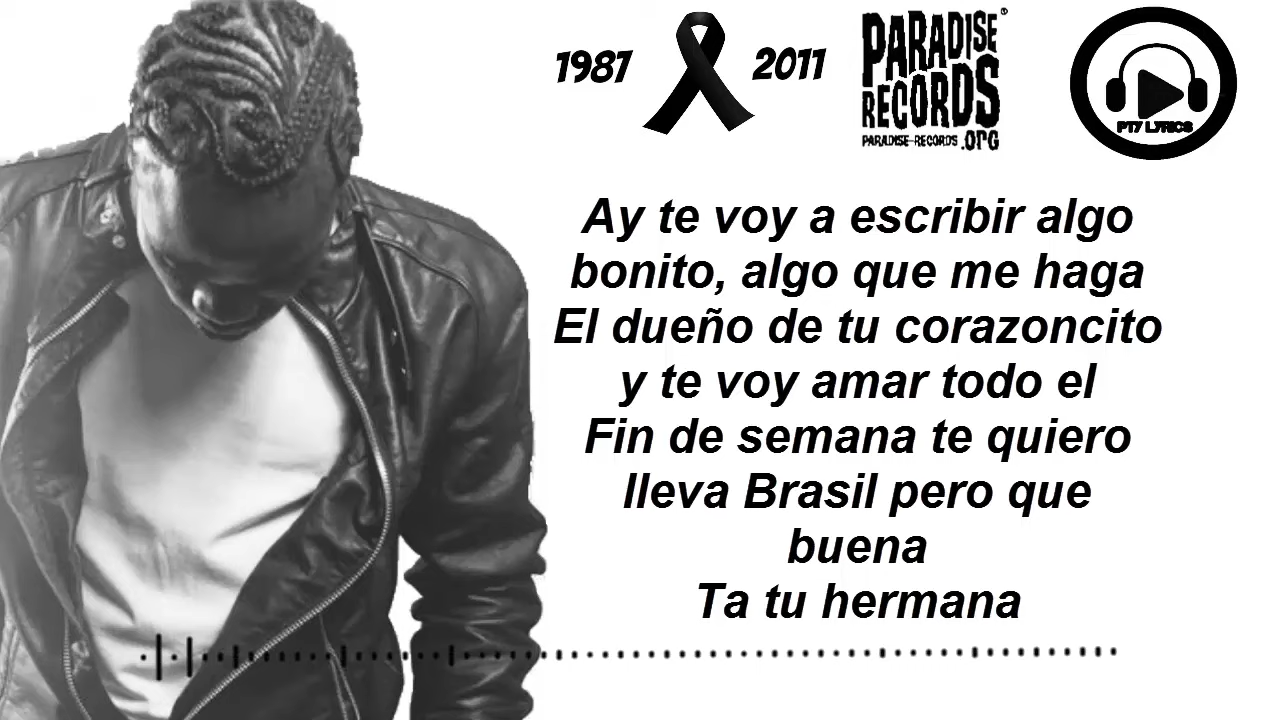 1987
2011
PARADISE
RECORDS
PARADISE-RECORDS.org
PTY LYRICS
Ay te voy a escribir algo
bonito, algo que me haga
El dueño de tu corazoncito
y te voy amar todo el
Fin de semana te quiero
lleva Brasil pero que
buena
Ta tu hermana